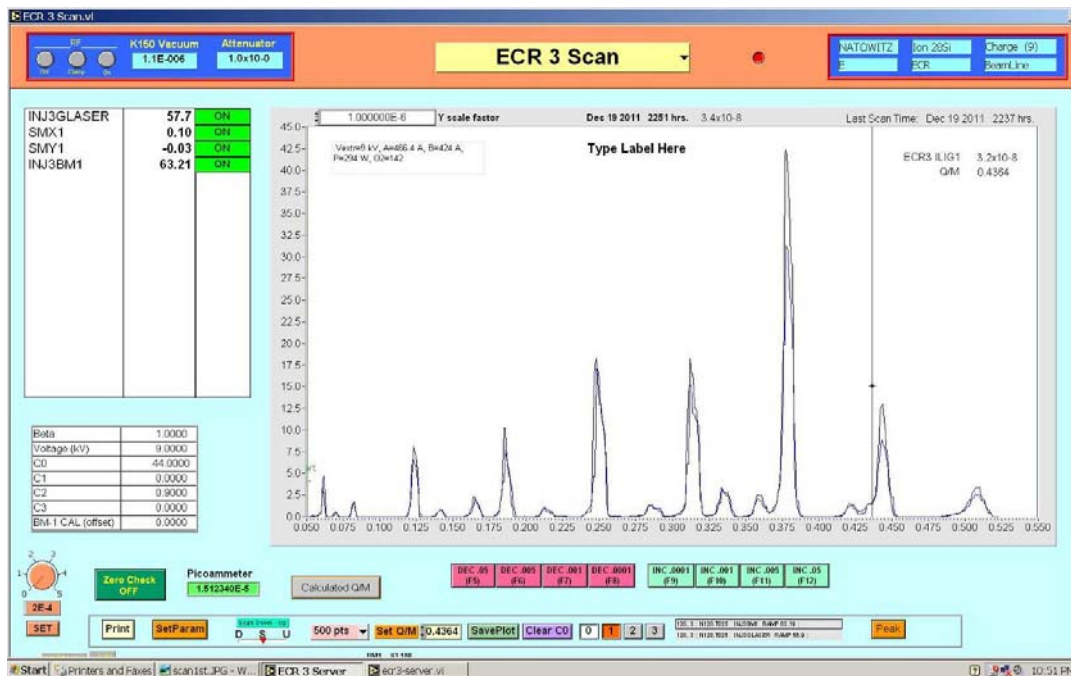 ECR 3 Scan.vi
RF
K150 Vacuum
Attenuator
1.1E-006
1.0x10-0
ECR 3 Scan
NATOWITZ
Ion 28Si
Charge (9)
E
ECR
BeamLine
INJ3GLASER 57.7 ON
SMX1 0.10 ON
SMY1 -0.03 ON
INJ3BM1 63.21 ON
1.000000E-6 Y scale factor Dec 19 2011 2251 hrs. 3.4x10-8 Last Scan Time: Dec 19 2011 2237 hrs.
Vextr=9 kV, A=486.4 A, B=424 A,
P=294 W, O2=142
Type Label Here
ECR3 ILIG1 3.2x10-8
Q/M 0.4364
45.0
42.5
40.0
37.5
35.0
32.5
30.0
27.5
25.0
22.5
20.0
17.5
15.0
12.5
10.0
7.5
5.0
2.5
0.0
0.050 0.075 0.100 0.125 0.150 0.175 0.200 0.225 0.250 0.275 0.300 0.325 0.350 0.375 0.400 0.425 0.450 0.475 0.500 0.525 0.550
Beta 1.0000
Voltage (kV) 9.0000
C0 44.0000
C1 0.0000
C2 0.9000
C3 0.0000
BM-1 CAL (offset) 0.0000
0 1 2 3 4 5
2E-4
SET
Zero Check
OFF
Picoammeter
1.512340E-5
Calculated Q/M
DEC .05 (F5)
DEC .005 (F6)
DEC .001 (F7)
DEC .0001 (F8)
INC .0001 (F9)
INC .001 (F10)
INC .005 (F11)
INC .05 (F12)
Print
SetParam
D S U
500 pts
Set Q/M
0.4364
SavePlot
Clear C0
0 1 2 3
Peak
Start
Printers and Faxes
scan1st.JPG - W...
ECR 3 Server
ecr3-server.vi
10:51 PM